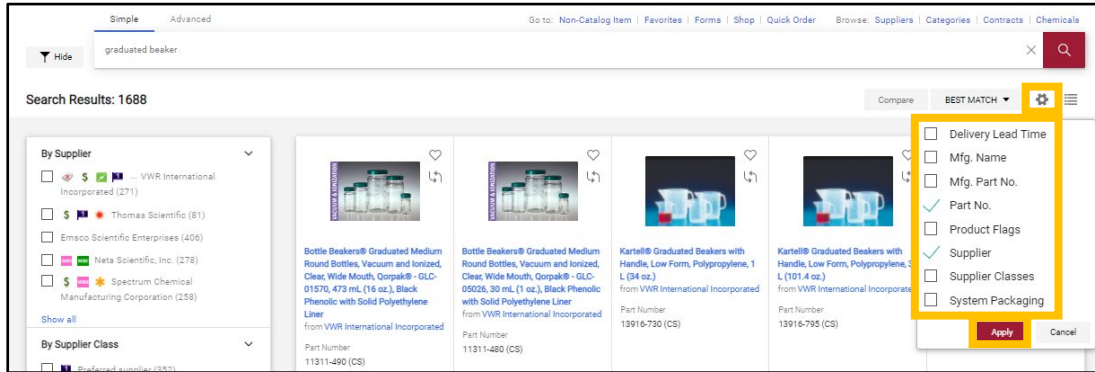 Simple Advanced
Go to: Non-Catalog Item | Favorites | Forms | Shop | Quick Order Browse: Suppliers | Categories | Contracts | Chemicals
Hide
graduated beaker
Search Results: 1688
Compare
BEST MATCH
By Supplier
... VWR International
Incorporated (271)
Thomas Scientific (81)
Emsco Scientific Enterprises (406)
Neta Scientific, Inc. (278)
Spectrum Chemical
Manufacturing Corporation (258)
Show all
By Supplier Class
Preferred supplier (352)
VACUUM & IONIZATION
Bottle Beakers® Graduated Medium
Round Bottles, Vacuum and Ionized,
Clear, Wide Mouth, Qorpak® - GLC-
01570, 473 mL (16 oz.), Black
Phenolic with Solid Polyethylene
Liner
from VWR International Incorporated
Part Number
11311-490 (CS)
VACUUM & IONIZATION
Bottle Beakers® Graduated Medium
Round Bottles, Vacuum and Ionized,
Clear, Wide Mouth, Qorpak® - GLC-
05026, 30 mL (1 oz.), Black Phenolic
with Solid Polyethylene Liner
from VWR International Incorporated
Part Number
11311-480 (CS)
Kartell® Graduated Beakers with
Handle, Low Form, Polypropylene, 1
L (34 oz.)
from VWR International Incorporated
Part Number
13916-730 (CS)
Kartell® Graduated Beakers with
Handle, Low Form, Polypropylene,
L (101.4 oz.)
from VWR International Incorporate
Part Number
13916-795 (CS)
Delivery Lead Time
Mfg. Name
Mfg. Part No.
Part No.
Product Flags
Supplier
Supplier Classes
System Packaging
Apply
Cancel